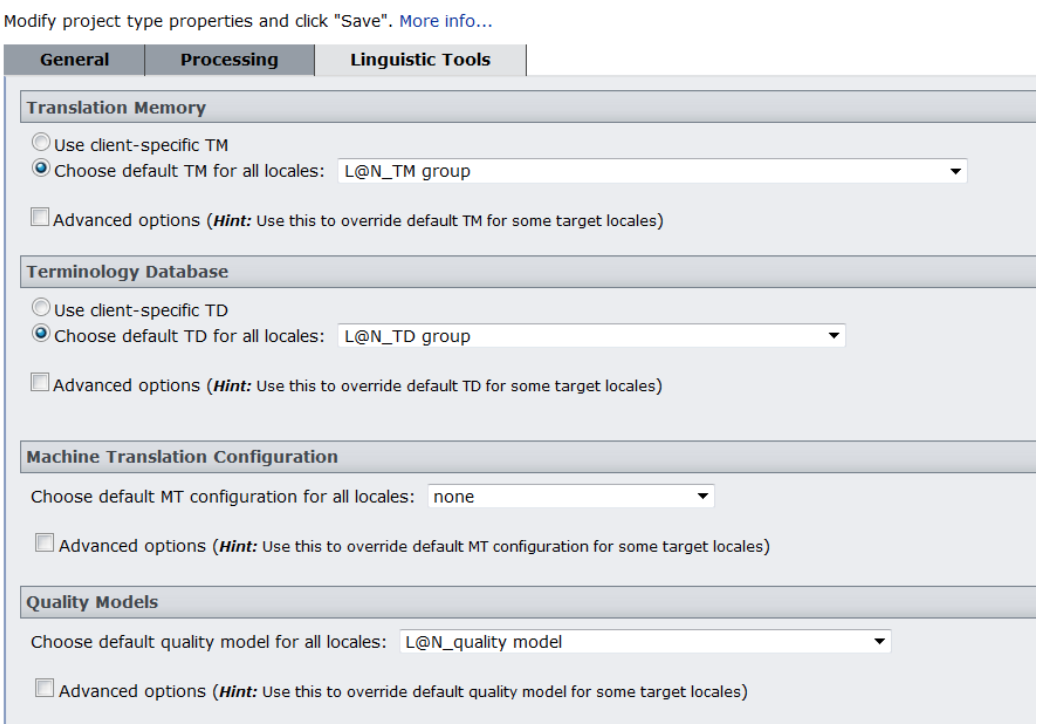 Modify project type properties and click "Save". More info...
General Processing Linguistic Tools
Translation Memory
Use client-specific TM
Choose default TM for all locales: L@N_TM group
Advanced options (Hint: Use this to override default TM for some target locales)
Terminology Database
Use client-specific TD
Choose default TD for all locales: L@N_TD group
Advanced options (Hint: Use this to override default TD for some target locales)
Machine Translation Configuration
Choose default MT configuration for all locales: none
Advanced options (Hint: Use this to override default MT configuration for some target locales)
Quality Models
Choose default quality model for all locales: L@N_quality model
Advanced options (Hint: Use this to override default quality model for some target locales)